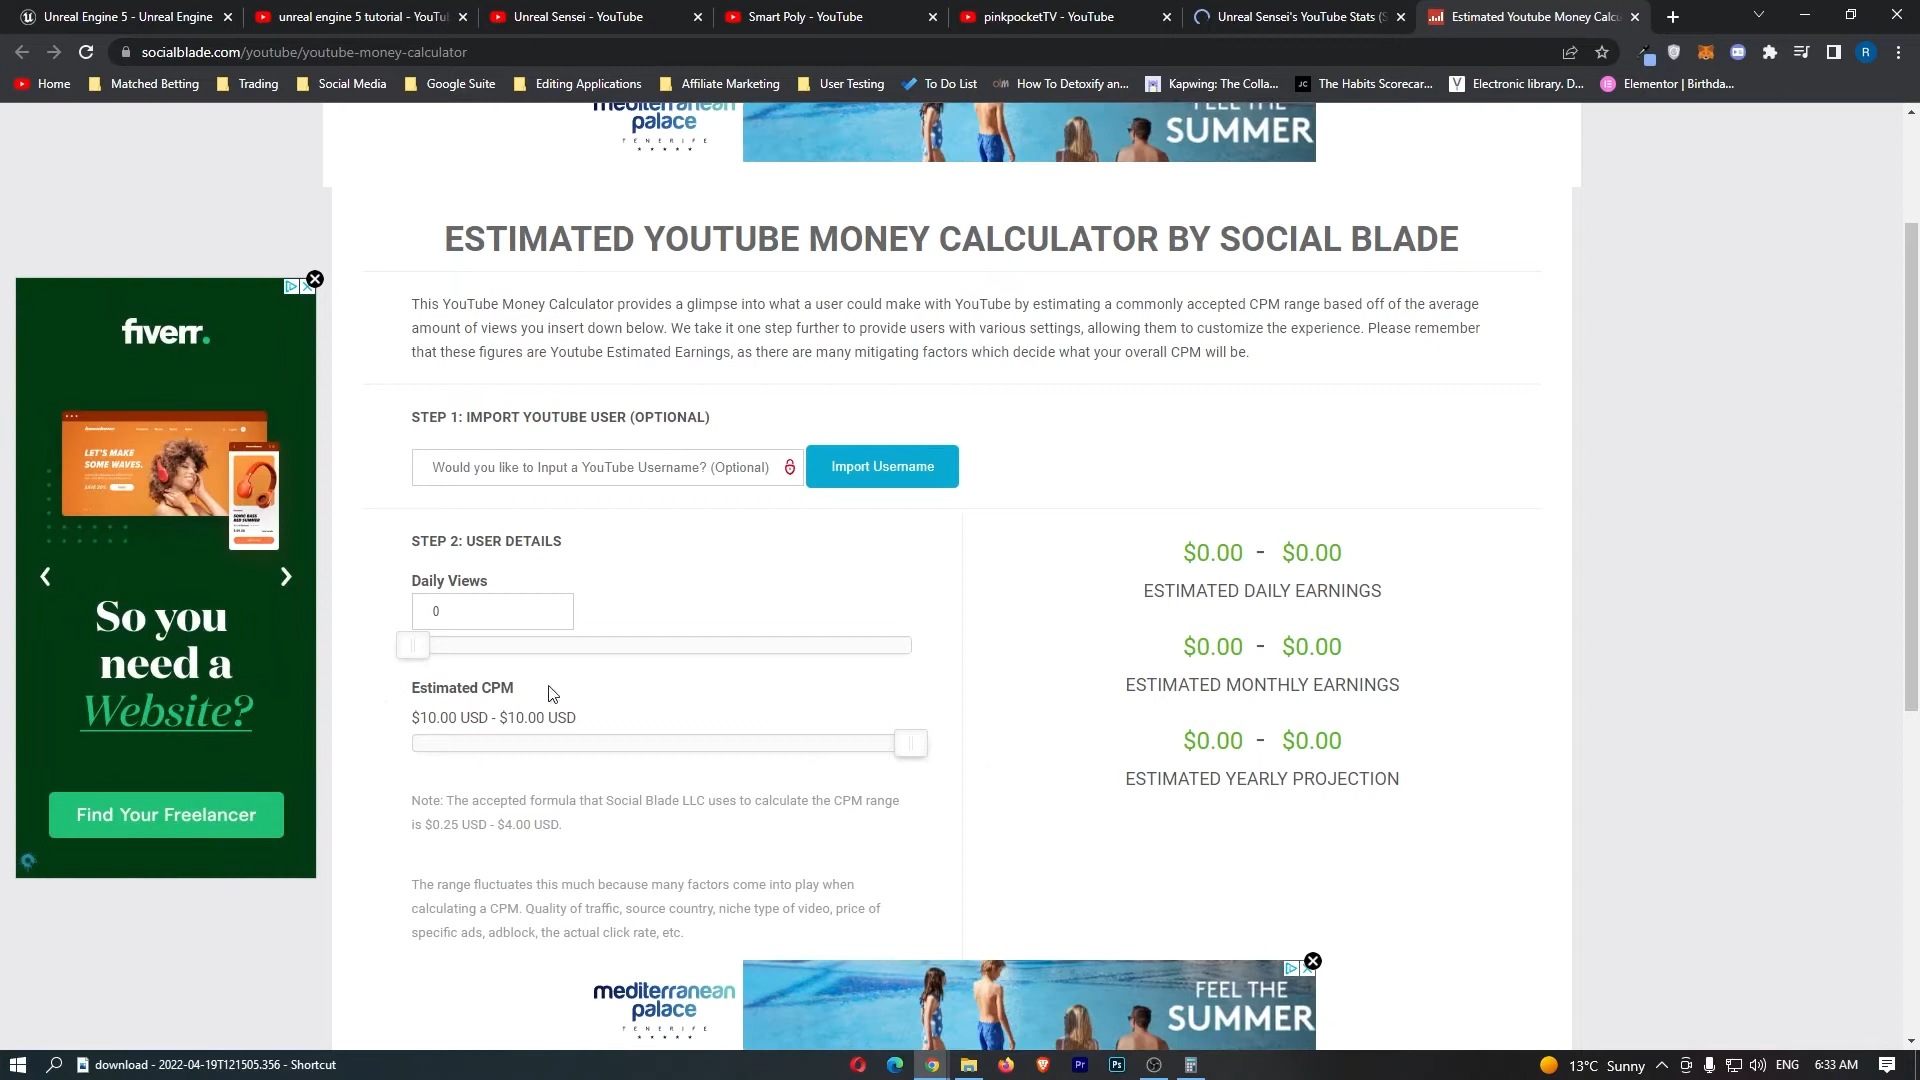 Unreal Engine 5 - Unreal Engine
unreal engine 5 tutorial - YouTu
Unreal Sensei - YouTube
Smart Poly - YouTube
pinkpocketTV - YouTube
Unreal Sensei's YouTube Stats (S
Estimated Youtube Money Calcu
socialblade.com/youtube/youtube-money-calculator
R
Home
Matched Betting
Trading
Social Media
Google Suite
Editing Applications
Affiliate Marketing
User Testing
To Do List
How To Detoxify an...
Kapwing: The Colla...
JC
The Habits Scorecar...
Electronic library. D...
Elementor | Birthda...
mediterranean
palace
TENERIFE
FEEL THE
SUMMER
ESTIMATED YOUTUBE MONEY CALCULATOR BY SOCIAL BLADE
This YouTube Money Calculator provides a glimpse into what a user could make with YouTube by estimating a commonly accepted CPM range based off of the average
amount of views you insert down below. We take it one step further to provide users with various settings, allowing them to customize the experience. Please remember
that these figures are Youtube Estimated Earnings, as there are many mitigating factors which decide what your overall CPM will be.
STEP 1: IMPORT YOUTUBE USER (OPTIONAL)
Would you like to Input a YouTube Username? (Optional)
Import Username
STEP 2: USER DETAILS
Daily Views
0
Estimated CPM
$10.00 USD - $10.00 USD
Note: The accepted formula that Social Blade LLC uses to calculate the CPM range
is $0.25 USD - $4.00 USD.
The range fluctuates this much because many factors come into play when
calculating a CPM. Quality of traffic, source country, niche type of video, price of
specific ads, adblock, the actual click rate, etc.
$0.00 - $0.00
ESTIMATED DAILY EARNINGS
$0.00 - $0.00
ESTIMATED MONTHLY EARNINGS
$0.00 - $0.00
ESTIMATED YEARLY PROJECTION
fiverr.
LET'S MAKE
SOME WAVES.
So you
need a
Website?
Find Your Freelancer
mediterranean
palace
TENERIFE
FEEL THE
SUMMER
download - 2022-04-19T121505.356 - Shortcut
Pr
Ps
13°C Sunny
ENG
6:33 AM